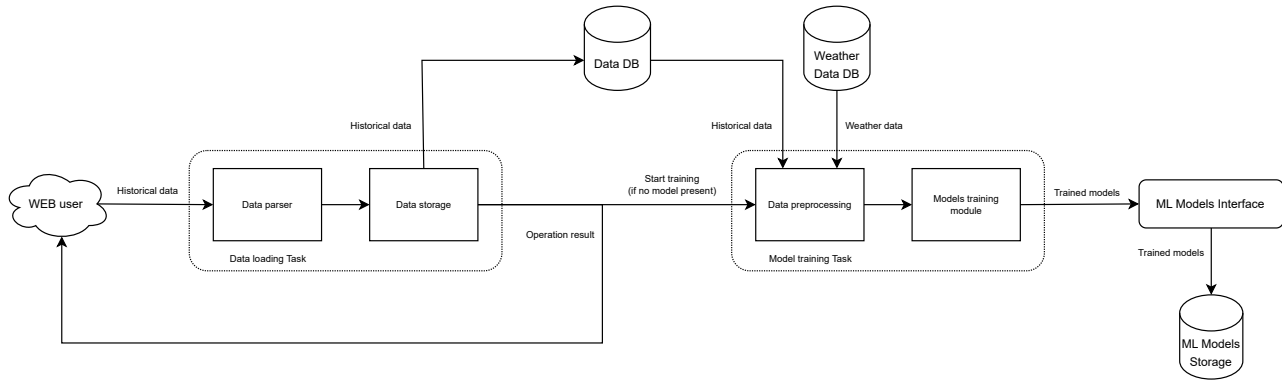 Data DB
Weather
Data DB
Historical data
Historical data
Weather data
WEB user
Historical data
Data parser
Data storage
Start training
(if no model present)
Data preprocessing
Models training
module
Trained models
ML Models Interface
Operation result
Data loading Task
Model training Task
Trained models
ML Models
Storage